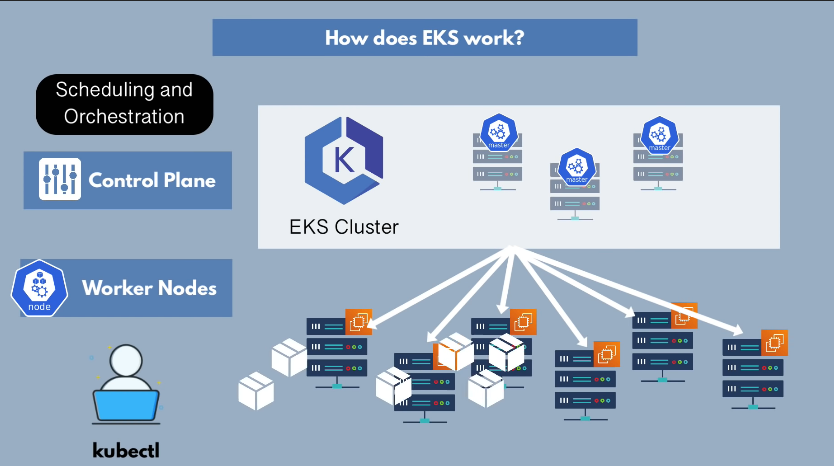 How does EKS work?
Scheduling and
Orchestration
Control Plane
K
EKS Cluster
master
master
master
node
Worker Nodes
kubectl